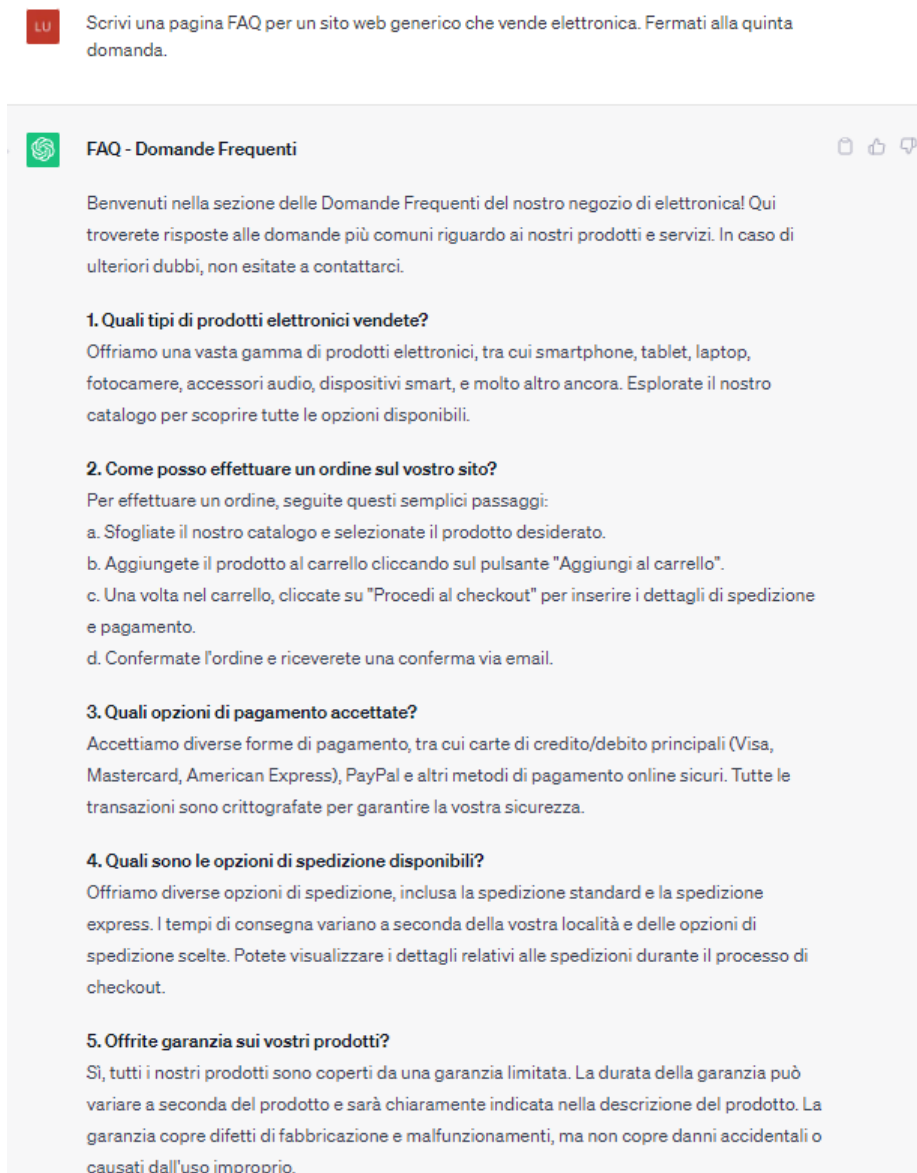 LU
Scrivi una pagina FAQ per un sito web generico che vende elettronica. Fermati alla quinta
domanda.
FAQ - Domande Frequenti
Benvenuti nella sezione delle Domande Frequenti del nostro negozio di elettronica! Qui
troverete risposte alle domande più comuni riguardo ai nostri prodotti e servizi. In caso di
ulteriori dubbi, non esitate a contattarci.
1. Quali tipi di prodotti elettronici vendete?
Offriamo una vasta gamma di prodotti elettronici, tra cui smartphone, tablet, laptop,
fotocamere, accessori audio, dispositivi smart, e molto altro ancora. Esplorate il nostro
catalogo per scoprire tutte le opzioni disponibili.
2. Come posso effettuare un ordine sul vostro sito?
Per effettuare un ordine, seguite questi semplici passaggi:
a. Sfogliate il nostro catalogo e selezionate il prodotto desiderato.
b. Aggiungete il prodotto al carrello cliccando sul pulsante "Aggiungi al carrello".
c. Una volta nel carrello, cliccate su "Procedi al checkout" per inserire i dettagli di spedizione
e pagamento.
d. Confermate l'ordine e riceverete una conferma via email.
3. Quali opzioni di pagamento accettate?
Accettiamo diverse forme di pagamento, tra cui carte di credito/debito principali (Visa,
Mastercard, American Express), PayPal e altri metodi di pagamento online sicuri. Tutte le
transazioni sono crittografate per garantire la vostra sicurezza.
4. Quali sono le opzioni di spedizione disponibili?
Offriamo diverse opzioni di spedizione, inclusa la spedizione standard e la spedizione
express. I tempi di consegna variano a seconda della vostra località e delle opzioni di
spedizione scelte. Potete visualizzare i dettagli relativi alle spedizioni durante il processo di
checkout.
5. Offrite garanzia sui vostri prodotti?
Sì, tutti i nostri prodotti sono coperti da una garanzia limitata. La durata della garanzia può
variare a seconda del prodotto e sarà chiaramente indicata nella descrizione del prodotto. La
garanzia copre difetti di fabbricazione e malfunzionamenti, ma non copre danni accidentali o
causati dall'uso improprio.